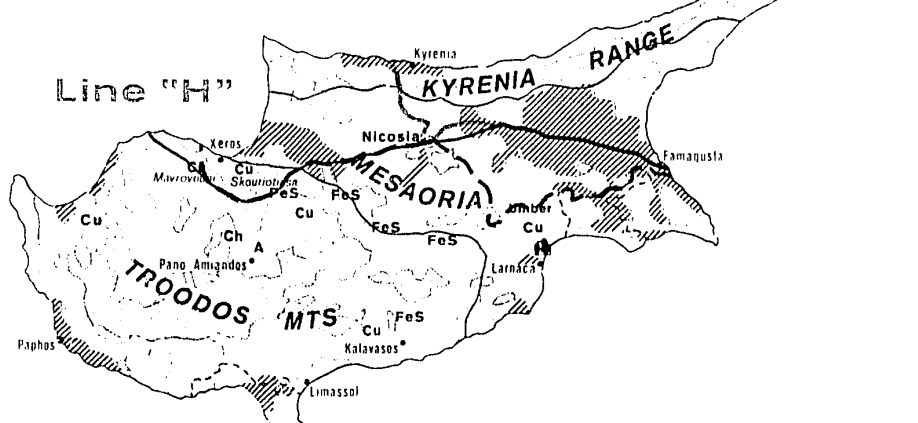 Kyrenia
KYRENIA RANGE
Line "H"
Nicosia
Xeros
Famagusta
Cu
Mavrovouni
Skouriotissa
MESAORIA
FeS
FeS
Cu
Cu
Umber
Cu
Ch
FeS
FeS
A
Pano Amiandos
Larnaca
TROODOS MTS
FeS
Cu
Kalavasos
Paphos
Limassol